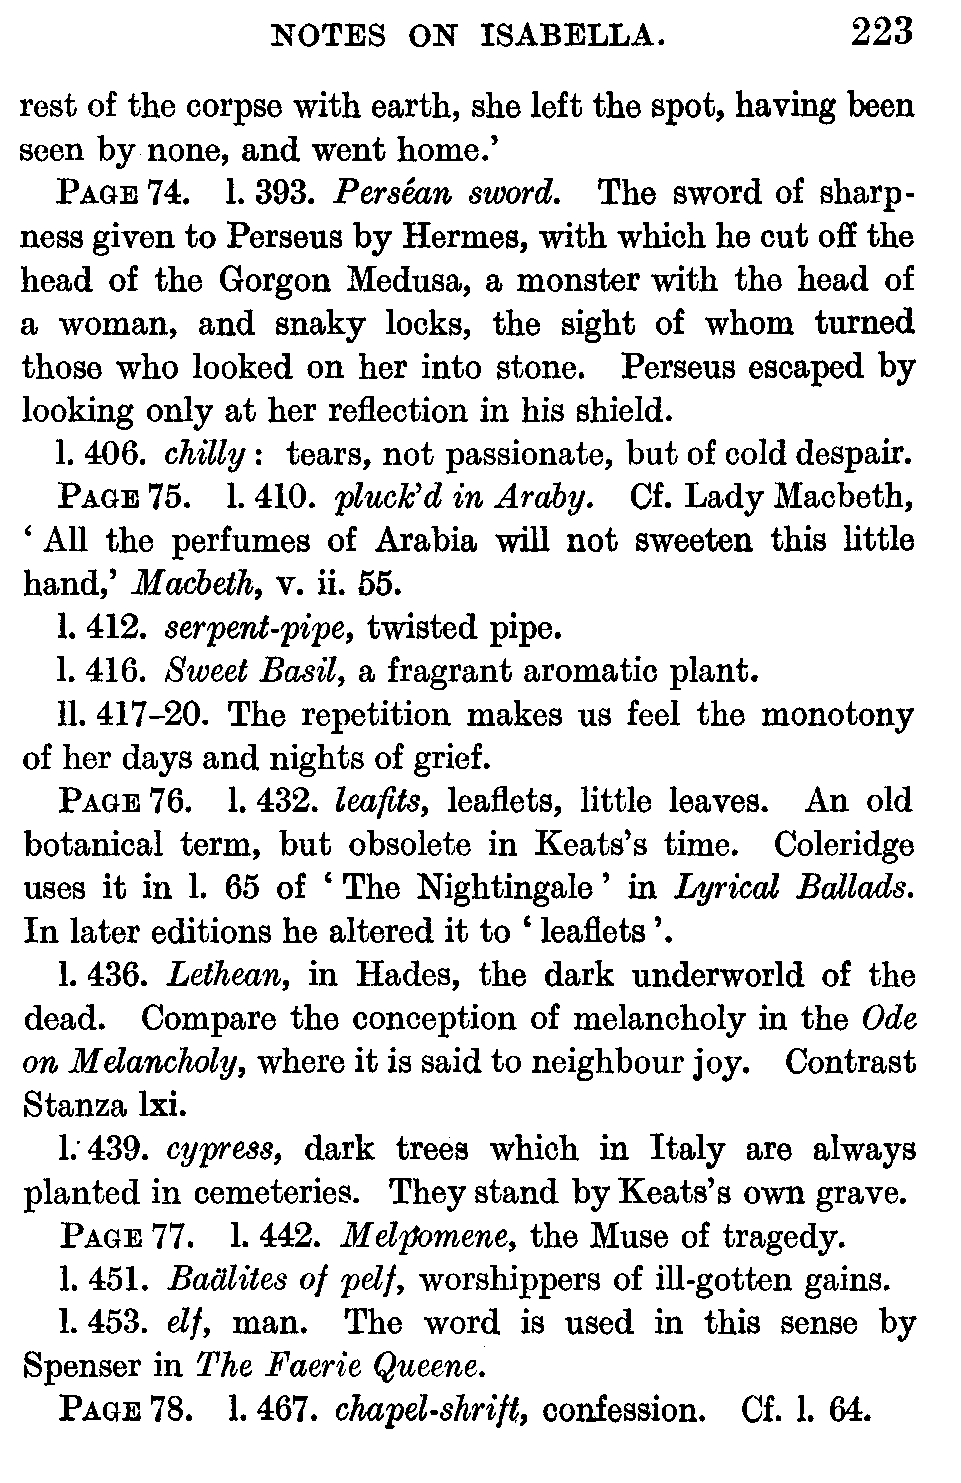 NOTES ON ISABELLA. 223
rest of the corpse with earth, she left the spot, having been
seen by none, and went home.’
PAGE 74. l. 393. Perséan sword. The sword of sharp-
ness given to Perseus by Hermes, with which he cut off the
head of the Gorgon Medusa, a monster with the head of
a woman, and snaky locks, the sight of whom turned
those who looked on her into stone. Perseus escaped by
looking only at her reflection in his shield.
l. 406. chilly : tears, not passionate, but of cold despair.
PAGE 75. l. 410. pluck’d in Araby. Cf. Lady Macbeth,
‘ All the perfumes of Arabia will not sweeten this little
hand,’ Macbeth, v. ii. 55.
l. 412. serpent-pipe, twisted pipe.
l. 416. Sweet Basil, a fragrant aromatic plant.
ll. 417–20. The repetition makes us feel the monotony
of her days and nights of grief.
PAGE 76. l. 432. leafits, leaflets, little leaves. An old
botanical term, but obsolete in Keats’s time. Coleridge
uses it in l. 65 of ‘ The Nightingale ’ in Lyrical Ballads.
In later editions he altered it to ‘ leaflets ’.
l. 436. Lethean, in Hades, the dark underworld of the
dead. Compare the conception of melancholy in the Ode
on Melancholy, where it is said to neighbour joy. Contrast
Stanza lxi.
l. 439. cypress, dark trees which in Italy are always
planted in cemeteries. They stand by Keats’s own grave.
PAGE 77. l. 442. Melpomene, the Muse of tragedy.
l. 451. Baälites of pelf, worshippers of ill-gotten gains.
l. 453. elf, man. The word is used in this sense by
Spenser in The Faerie Queene.
PAGE 78. l. 467. chapel-shrift, confession. Cf. l. 64.